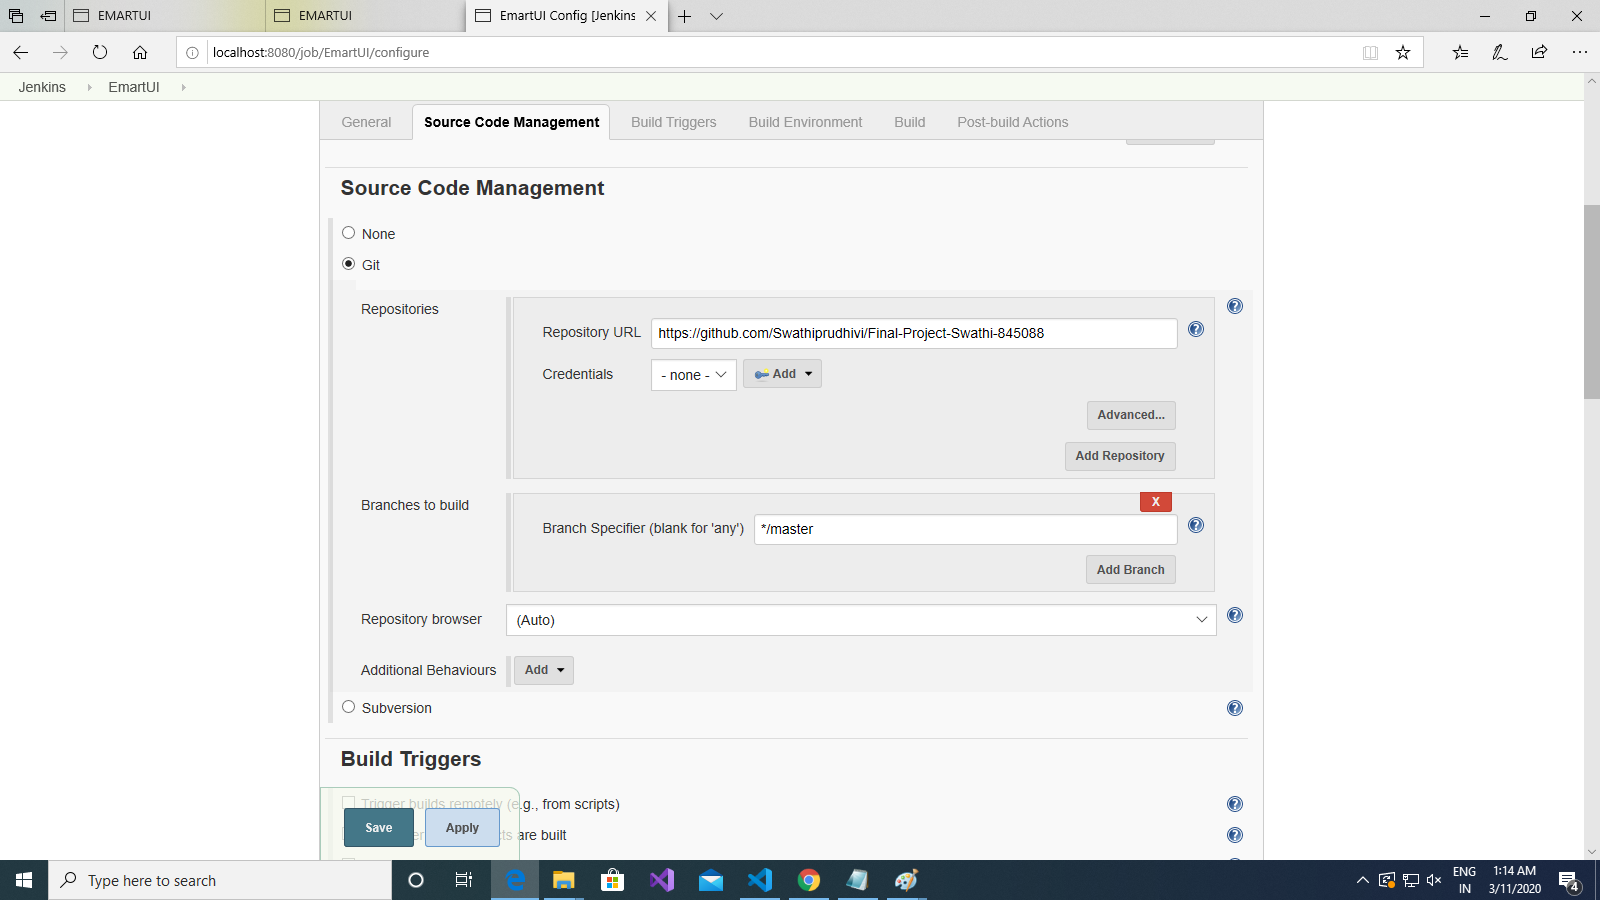 EMARTUI
EMARTUI
EmartUI Config [Jenkins
localhost:8080/job/EmartUI/configure
Jenkins EmartUI
General Source Code Management Build Triggers Build Environment Build Post-build Actions
Source Code Management
None
Git
Repositories
Repository URL https://github.com/Swathiprudhivi/Final-Project-Swathi-845088
Credentials - none - Add
Advanced...
Add Repository
Branches to build
X
Branch Specifier (blank for 'any') */master
Add Branch
Repository browser (Auto)
Additional Behaviours Add
Subversion
Build Triggers
Trigger builds remotely (e.g., from scripts)
are built
Save Apply
Type here to search
ENG
IN
1:14 AM
3/11/2020
4